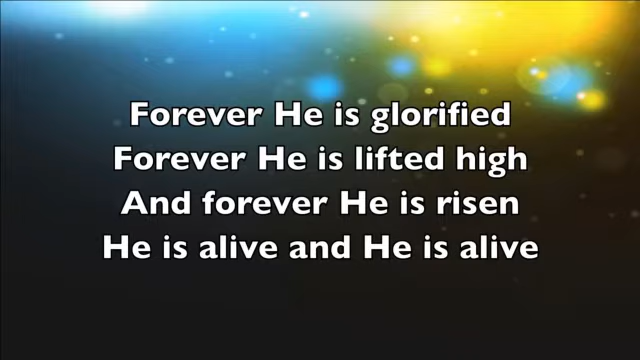 Forever He is glorified
Forever He is lifted high
And forever He is risen
He is alive and He is alive